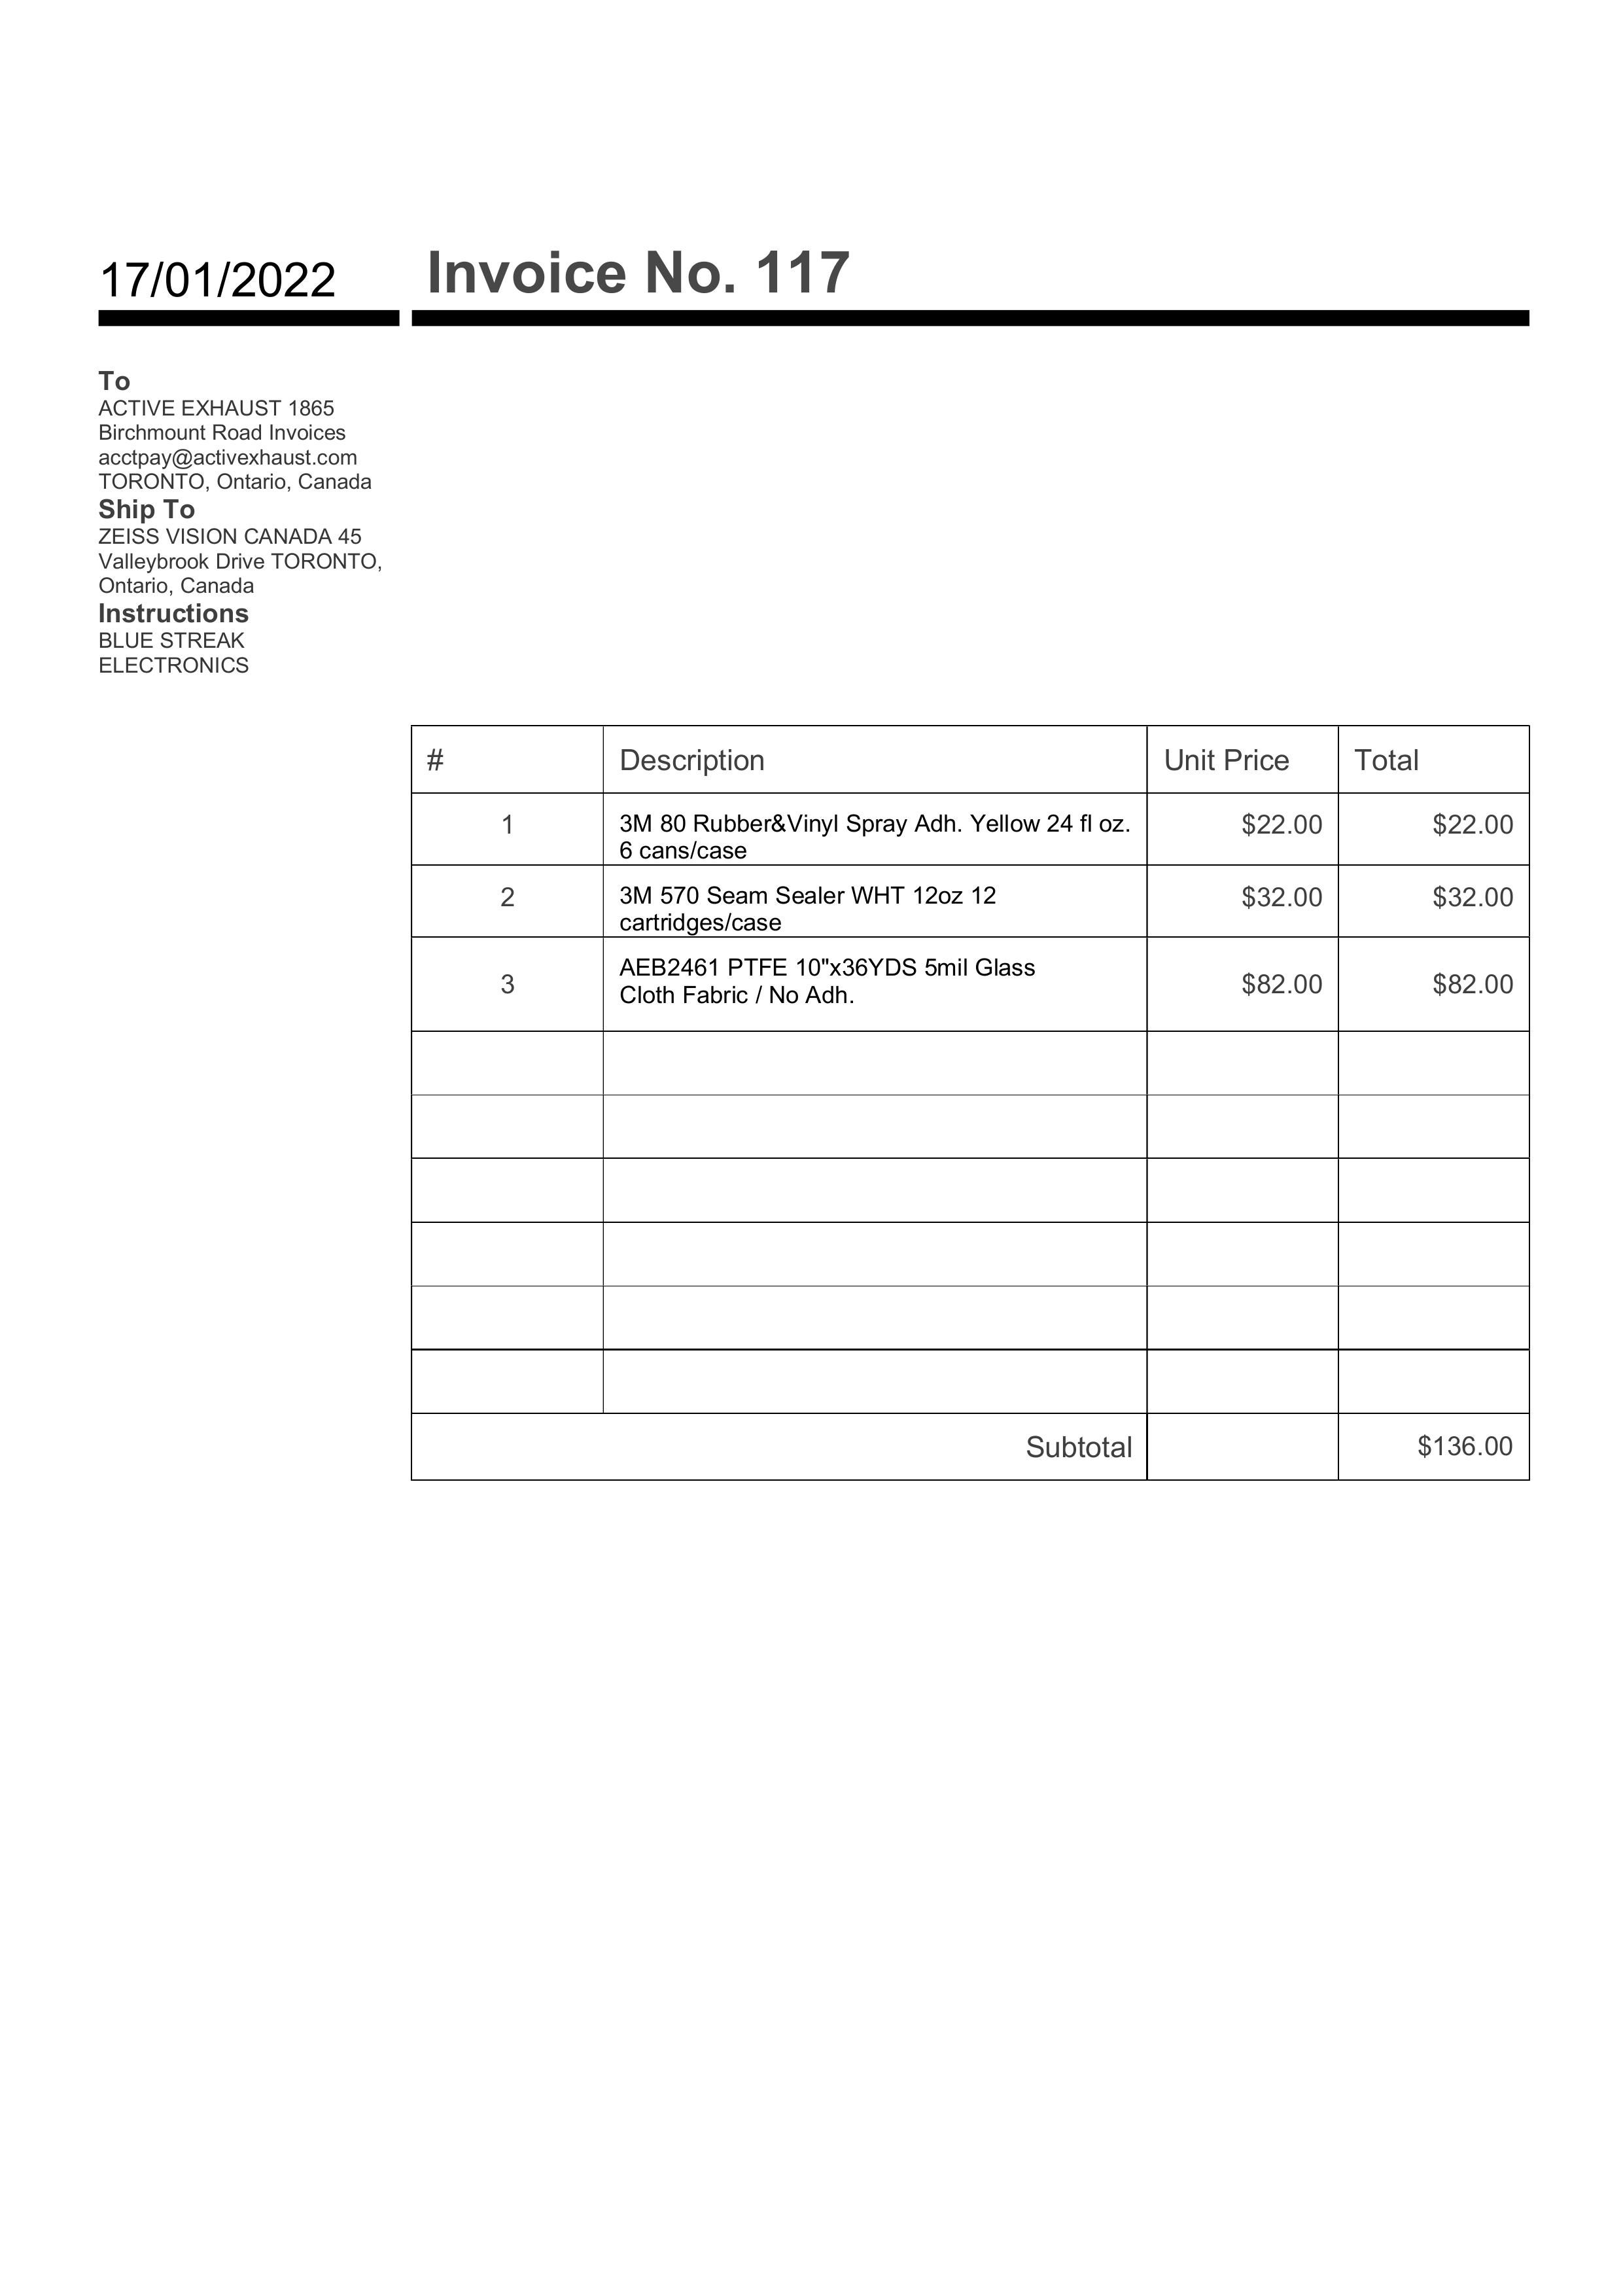 17/01/2022 Invoice No. 117
To
ACTIVE EXHAUST 1865
Birchmount Road Invoices
acctpay@activexhaust.com
TORONTO, Ontario, Canada
Ship To
ZEISS VISION CANADA 45
Valleybrook Drive TORONTO,
Ontario, Canada
Instructions
BLUE STREAK
ELECTRONICS
# Description Unit Price Total
1 3M 80 Rubber&Vinyl Spray Adh. Yellow 24 fl oz. $22.00 $22.00
6 cans/case
2 3M 570 Seam Sealer WHT 12oz 12 $32.00 $32.00
cartridges/case
3 AEB2461 PTFE 10"x36YDS 5mil Glass $82.00 $82.00
Cloth Fabric / No Adh.
Subtotal $136.00